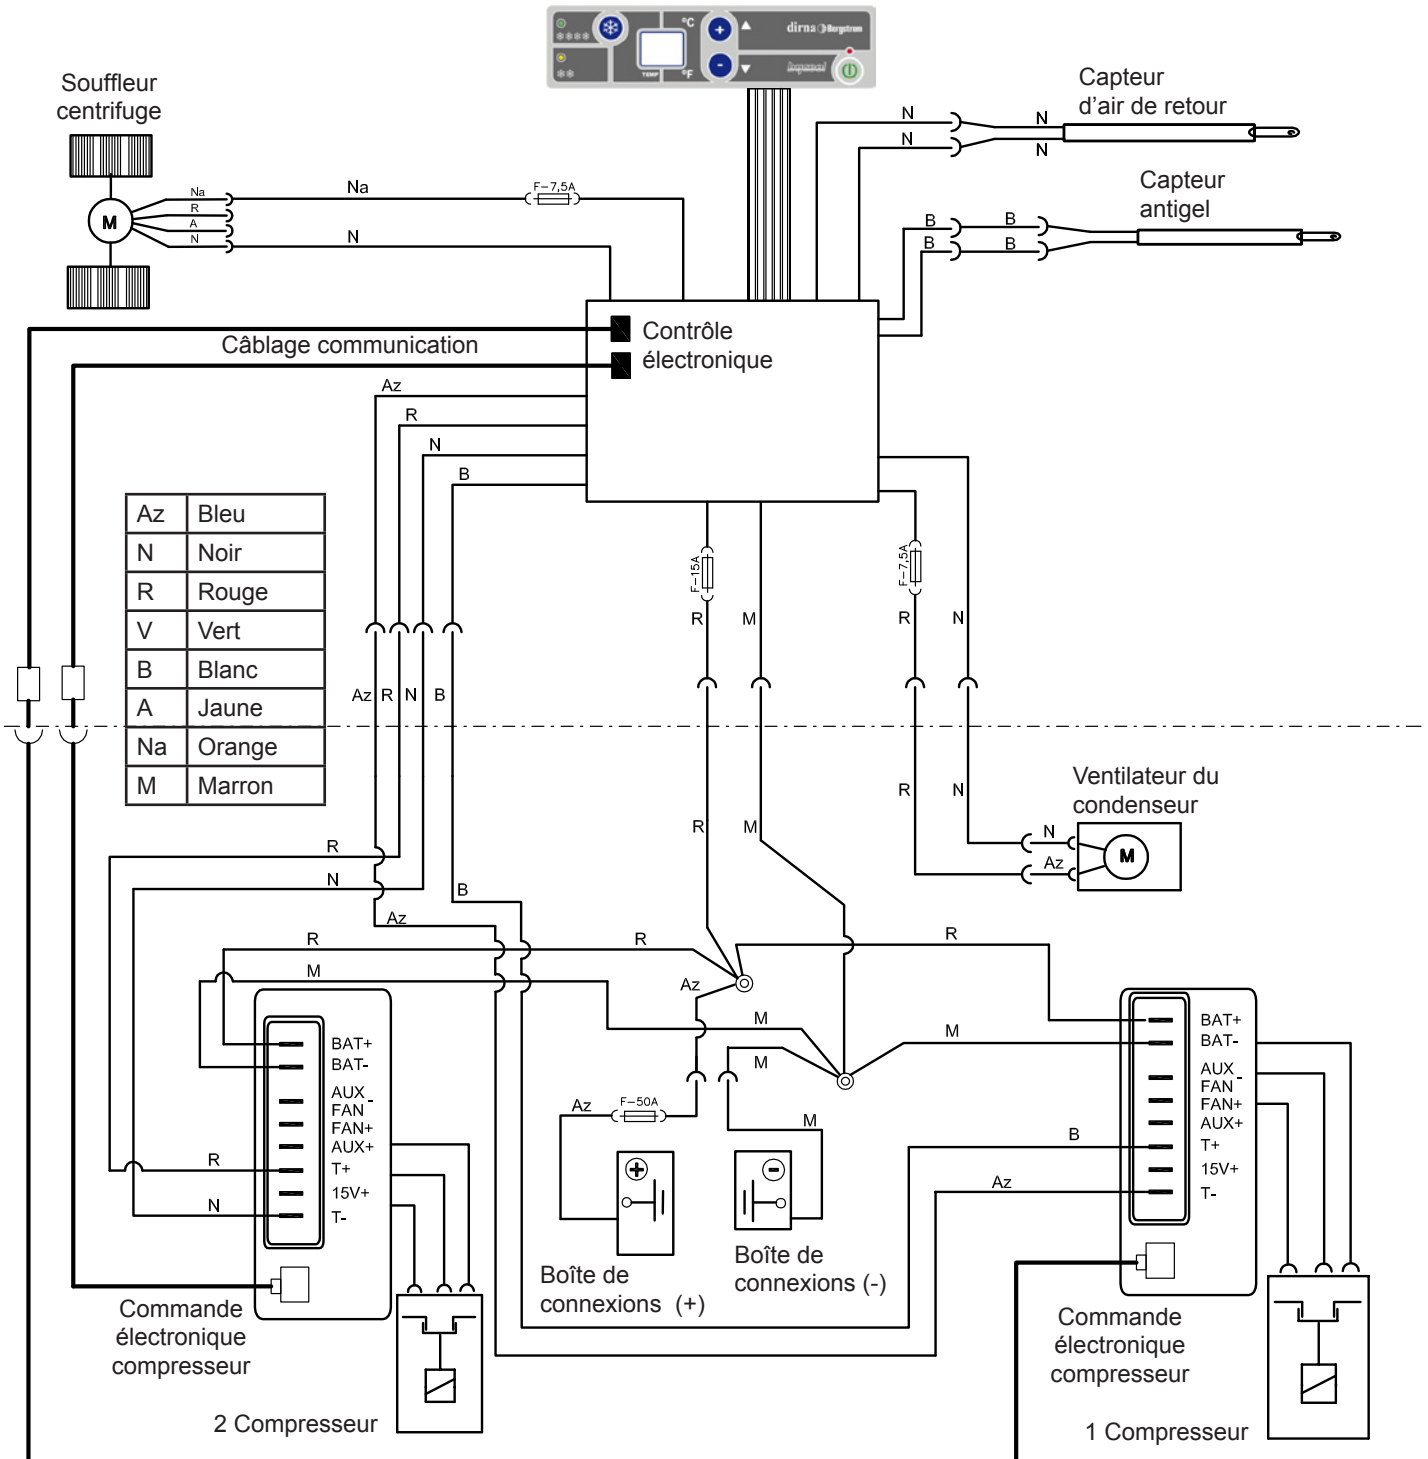 °C
dirna Bergstrom
TEMP
°F
Souffleur
centrifuge
Capteur
d'air de retour
N
N
N
N
Capteur
antigel
Na
R
A
N
Na
F-7,5A
N
M
B
B
B
B
Contrôle
électronique
Câblage communication
Az
R
N
B
Az Bleu
N Noir
R Rouge
V Vert
B Blanc
A Jaune
Na Orange
M Marron
F-15A
F-7,5A
R
M
R
N
Az
R
N
B
Ventilateur du
condenseur
R
N
R
M
N
Az
M
R
N
B
Az
R
R
R
M
Az
M
M
M
BAT+
BAT-
AUX
FAN -
FAN+
AUX+
T+
15V+
T-
R
N
Az
F-50A
M
+
-
B
Az
BAT+
BAT-
AUX
FAN -
FAN+
AUX+
T+
15V+
T-
Boîte de
connexions (+)
Boîte de
connexions (-)
Commande
électronique
compresseur
2 Compresseur
Commande
électronique
compresseur
1 Compresseur